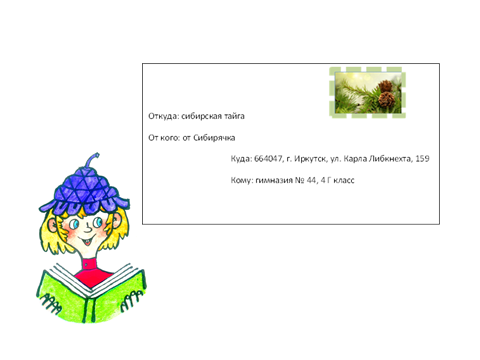 Откуда: сибирская тайга
От кого: от Сибирячка
Куда: 664047, г. Иркутск, ул. Карла Либкнехта, 159
Кому: гимназия № 44, 4 Г класс